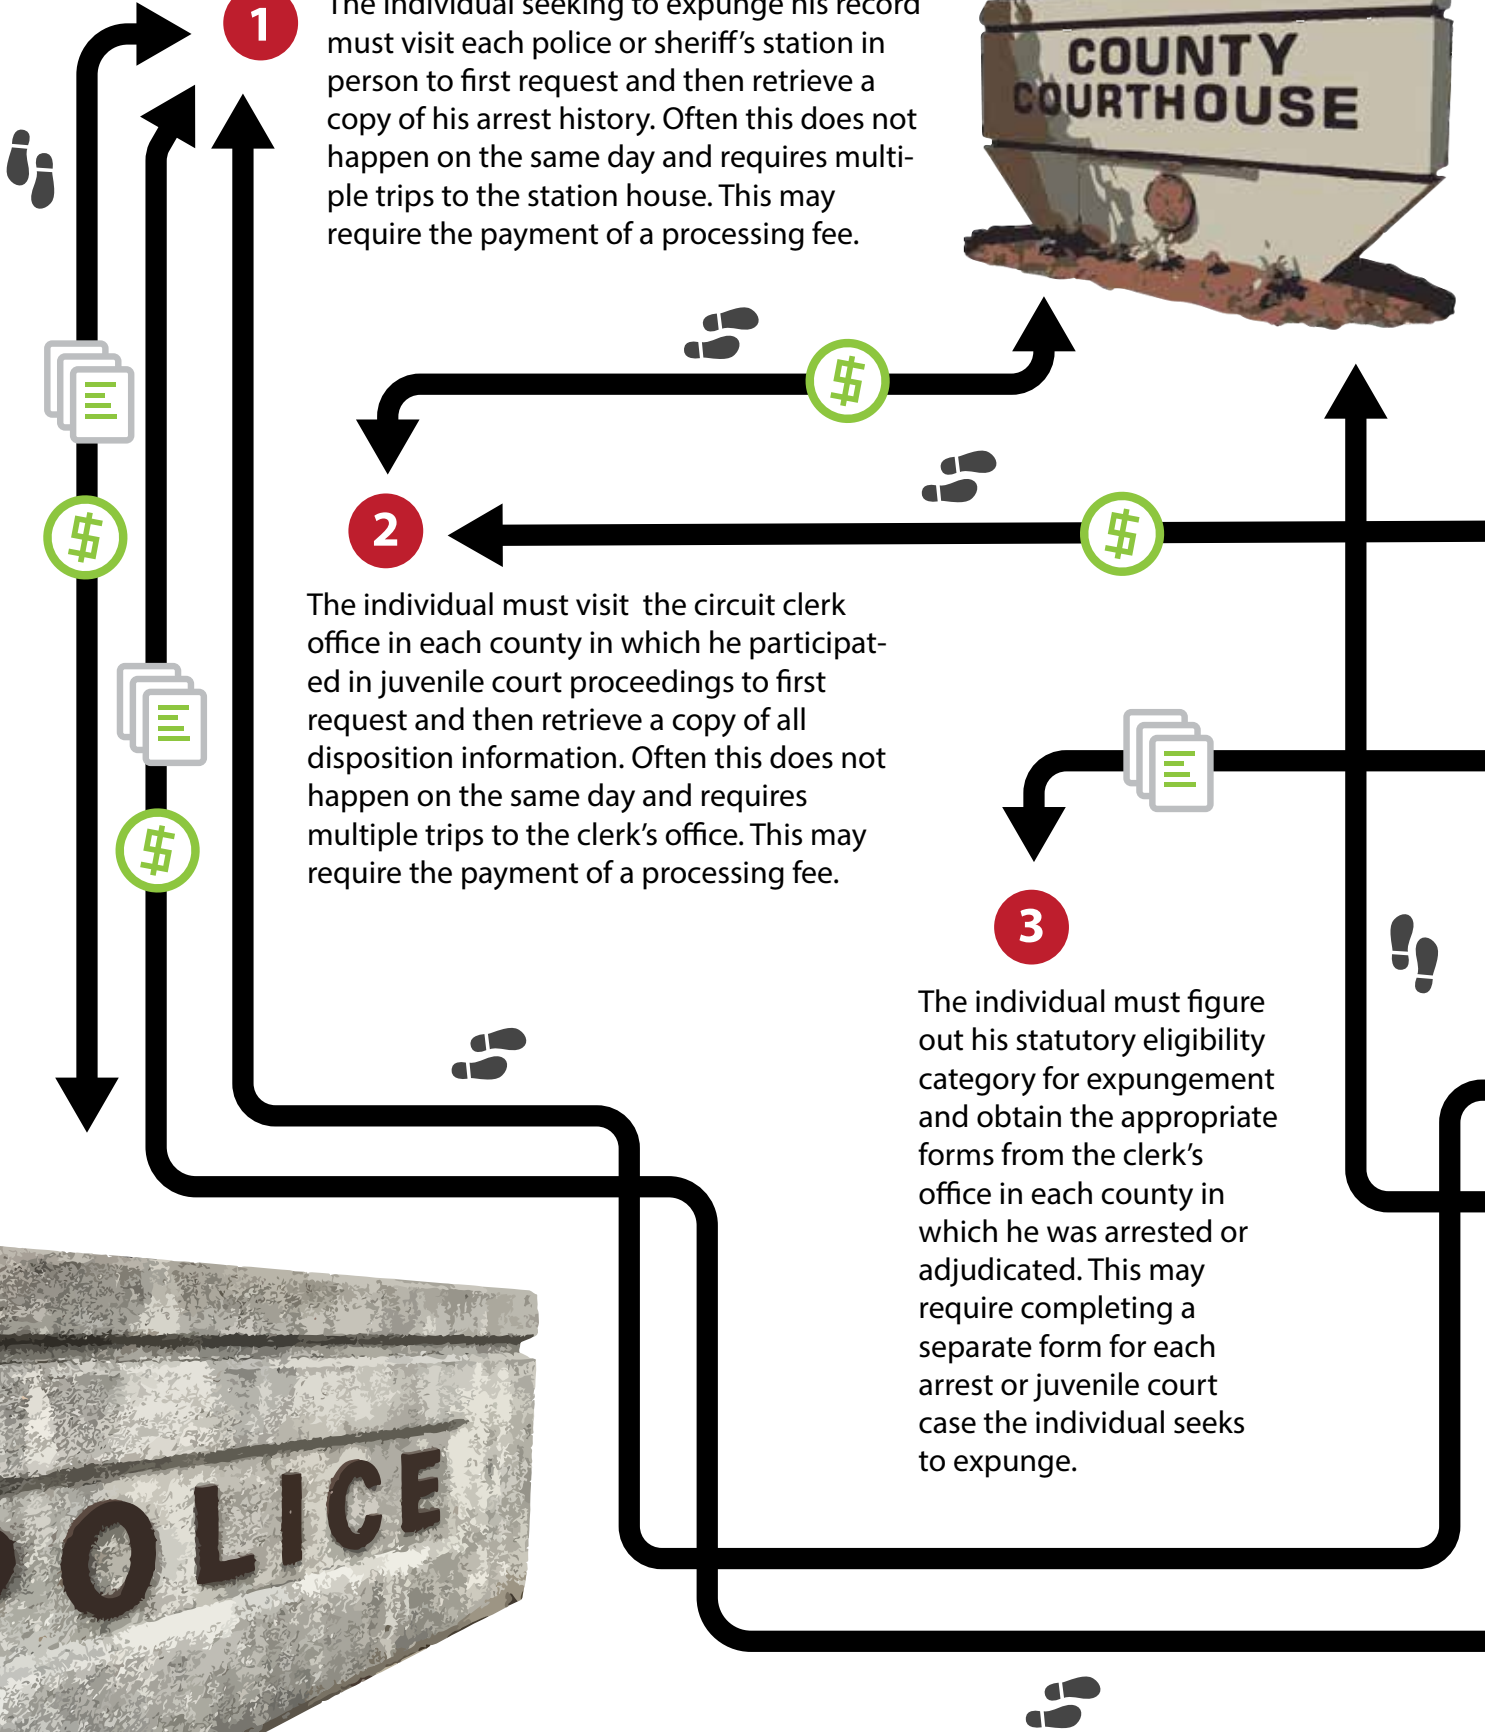 1
The individual seeking to expunge his record
must visit each police or sheriff's station in
person to first request and then retrieve a
copy of his arrest history. Often this does not
happen on the same day and requires multi-
ple trips to the station house. This may
require the payment of a processing fee.
COUNTY
COURTHOUSE
$
$
2
$
The individual must visit the circuit clerk
office in each county in which he participat-
ed in juvenile court proceedings to first
request and then retrieve a copy of all
disposition information. Often this does not
happen on the same day and requires
multiple trips to the clerk's office. This may
require the payment of a processing fee.
$
3
The individual must figure
out his statutory eligibility
category for expungement
and obtain the appropriate
forms from the clerk's
office in each county in
which he was arrested or
adjudicated. This may
require completing a
separate form for each
arrest or juvenile court
case the individual seeks
to expunge.
POLICE